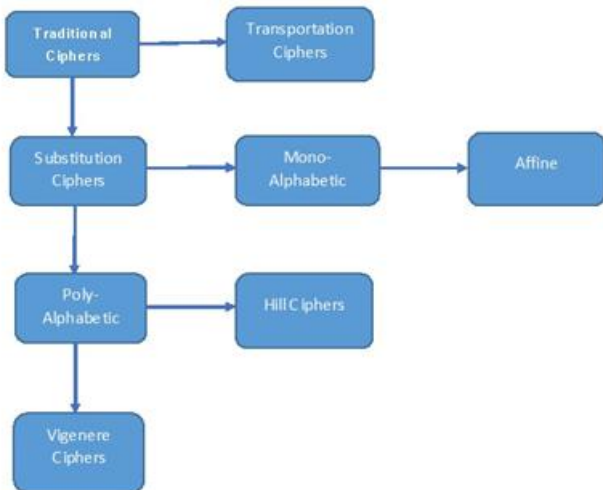 Traditional
Ciphers
Transportation
Ciphers
Substitution
Ciphers
Mono-
Alphabetic
Affine
Poly-
Alphabetic
Hill Ciphers
Vigenere
Ciphers